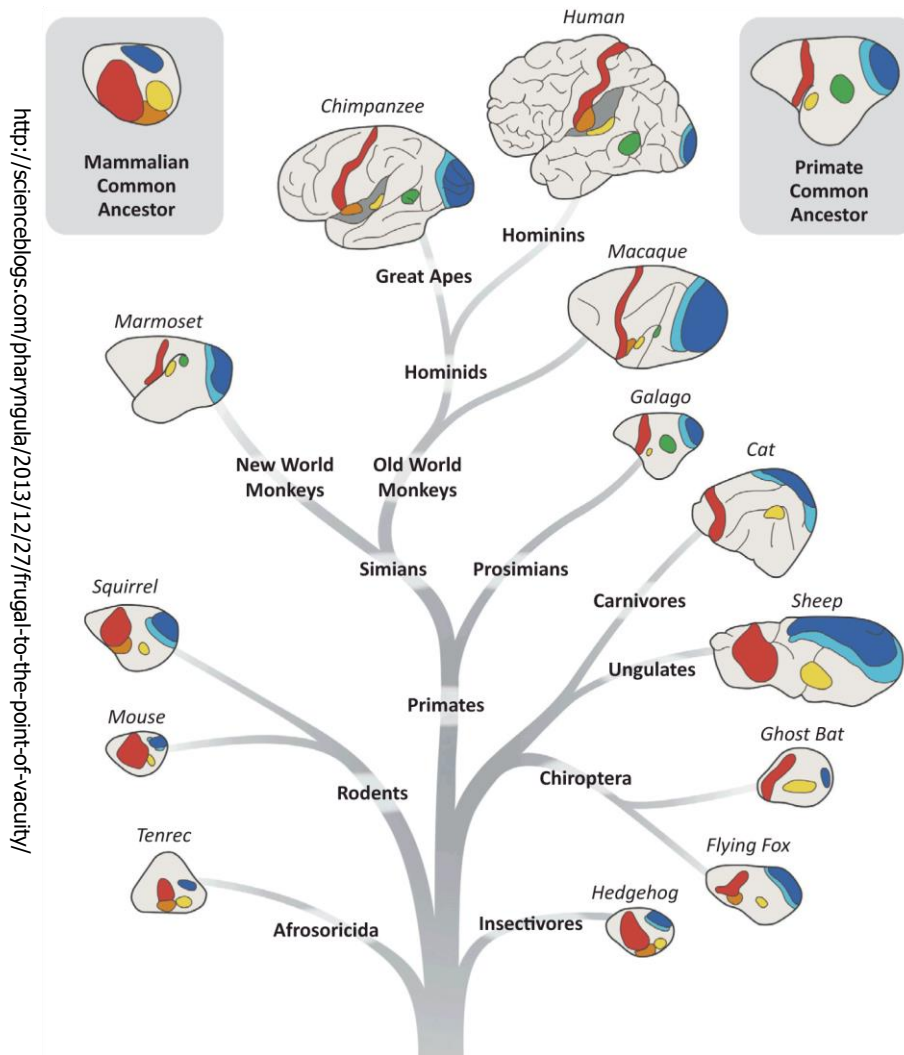 http://scienceblogs.com/pharyngula/2013/12/27/frugal-to-the-point-of-vacuity/
Mammalian
Common
Ancestor
Human
Primate
Common
Ancestor
Chimpanzee
Hominins
Great Apes
Macaque
Marmoset
Hominids
Galago
New World
Monkeys
Old World
Monkeys
Cat
Simians
Prosimians
Squirrel
Carnivores
Sheep
Ungulates
Primates
Mouse
Ghost Bat
Chiroptera
Rodents
Tenrec
Flying Fox
Hedgehog
Afrosoricida
Insectivores